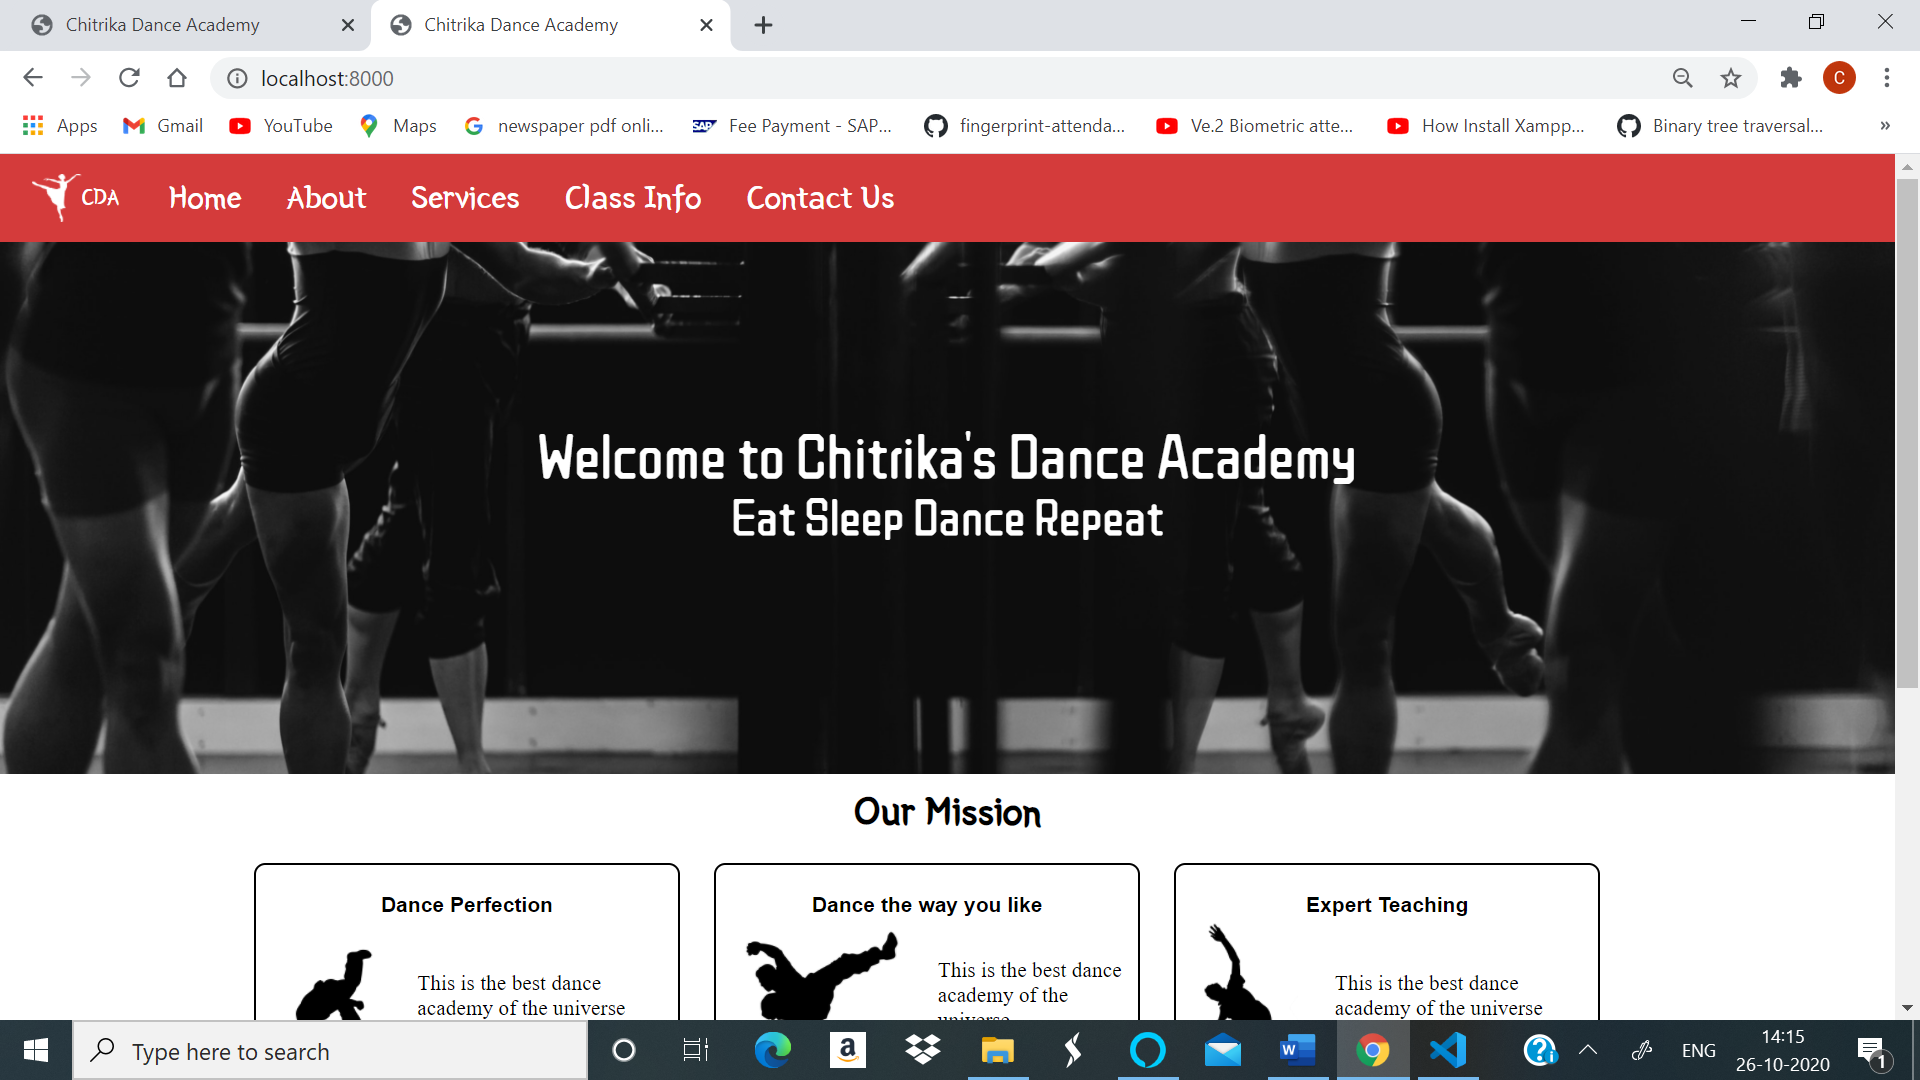 Chitrika Dance Academy
Chitrika Dance Academy
localhost:8000
C
Apps
Gmail
YouTube
Maps
newspaper pdf onli...
SAP
Fee Payment - SAP...
fingerprint-attenda...
Ve.2 Biometric atte...
How Install Xampp...
Binary tree traversal...
»
CDA
Home
About
Services
Class Info
Contact Us
Welcome to Chitrika's Dance Academy
Eat Sleep Dance Repeat
Our Mission
Dance Perfection
This is the best dance
academy of the universe
Dance the way you like
This is the best dance
academy of the
universe
Expert Teaching
This is the best dance
academy of the universe
Type here to search
ENG
14:15
26-10-2020
1